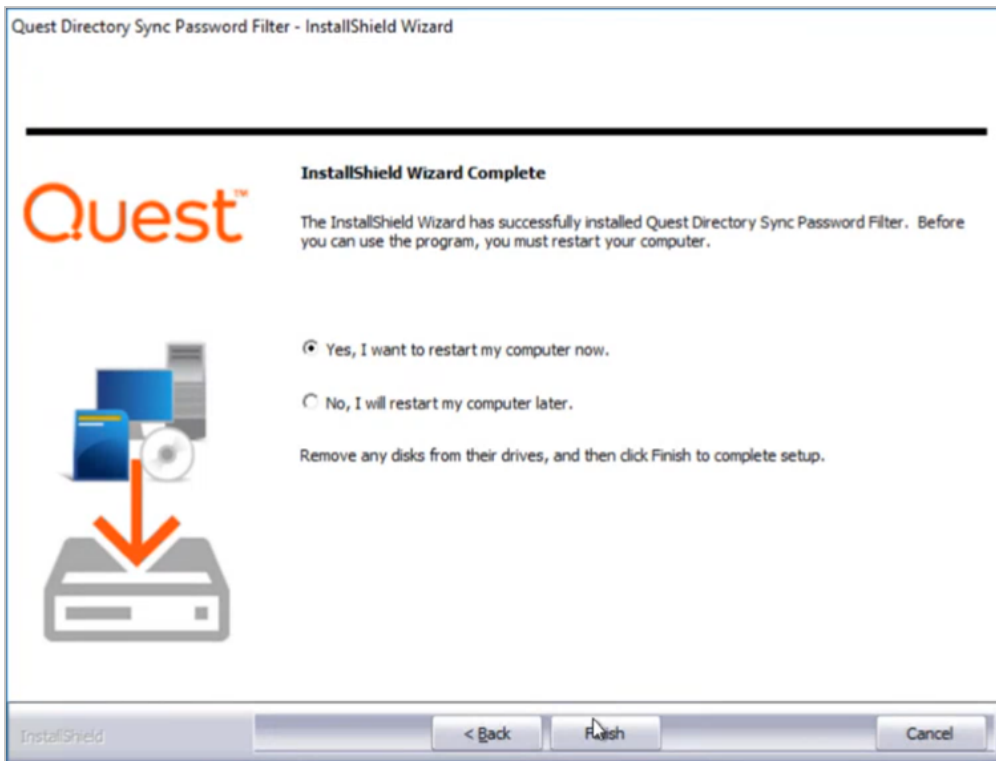 Quest Directory Sync Password Filter - InstallShield Wizard
Quest™
InstallShield Wizard Complete
The InstallShield Wizard has successfully installed Quest Directory Sync Password Filter. Before
you can use the program, you must restart your computer.
Yes, I want to restart my computer now.
No, I will restart my computer later.
Remove any disks from their drives, and then click Finish to complete setup.
InstallShield
< Back
Finish
Cancel